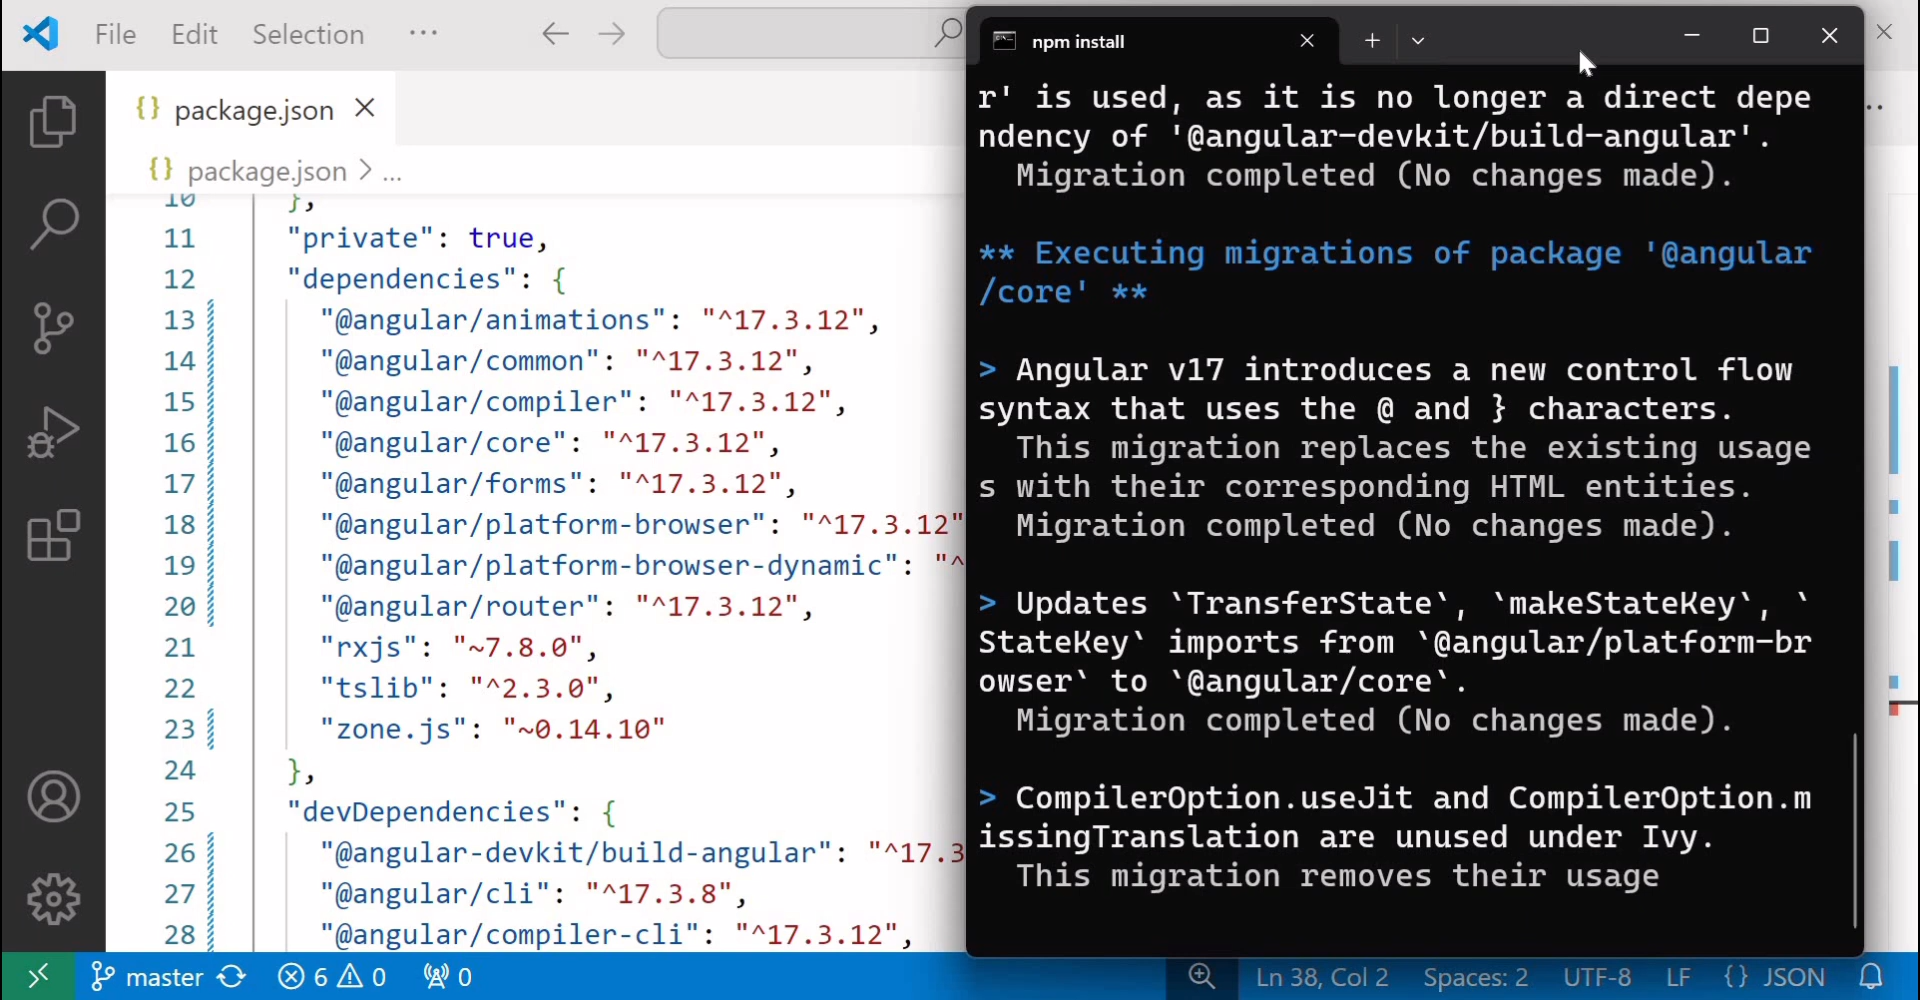 File Edit Selection ···
package.json
{} package.json > ...
10 },
11 "private": true,
12 "dependencies": {
13 "@angular/animations": "^17.3.12",
14 "@angular/common": "^17.3.12",
15 "@angular/compiler": "^17.3.12",
16 "@angular/core": "^17.3.12",
17 "@angular/forms": "^17.3.12",
18 "@angular/platform-browser": "^17.3.12"
19 "@angular/platform-browser-dynamic": "^
20 "@angular/router": "^17.3.12",
21 "rxjs": "~7.8.0",
22 "tslib": "^2.3.0",
23 "zone.js": "~0.14.10"
24 },
25 "devDependencies": {
26 "@angular-devkit/build-angular": "^17.3
27 "@angular/cli": "^17.3.8",
28 "@angular/compiler-cli": "^17.3.12",
npm install
r' is used, as it is no longer a direct depe
ndency of '@angular-devkit/build-angular'.
Migration completed (No changes made).
** Executing migrations of package '@angular
/core' **
> Angular v17 introduces a new control flow
syntax that uses the @ and } characters.
This migration replaces the existing usage
s with their corresponding HTML entities.
Migration completed (No changes made).
> Updates `TransferState`, `makeStateKey`, `
StateKey` imports from `@angular/platform-br
owser` to `@angular/core`.
Migration completed (No changes made).
> CompilerOption.useJit and CompilerOption.m
issingTranslation are unused under Ivy.
This migration removes their usage
master 6 0 0 Ln 38, Col 2 Spaces: 2 UTF-8 LF {} JSON